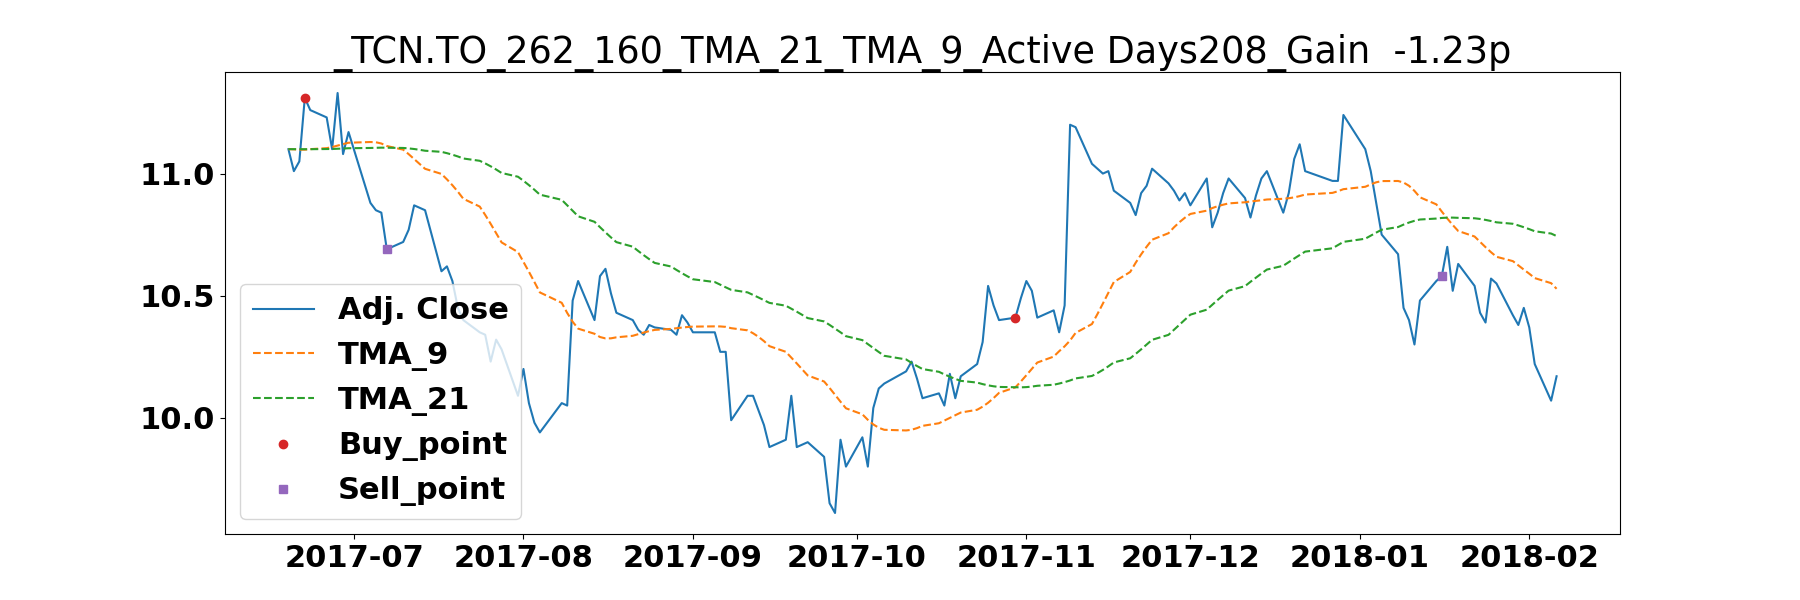 _TCN.TO_262_160_TMA_21_TMA_9_Active Days208_Gain  -1.23p
11.0
10.5
10.0
Adj. Close
TMA_9
TMA_21
Buy_point
Sell_point
2017-07 2017-08 2017-09 2017-10 2017-11 2017-12 2018-01 2018-02